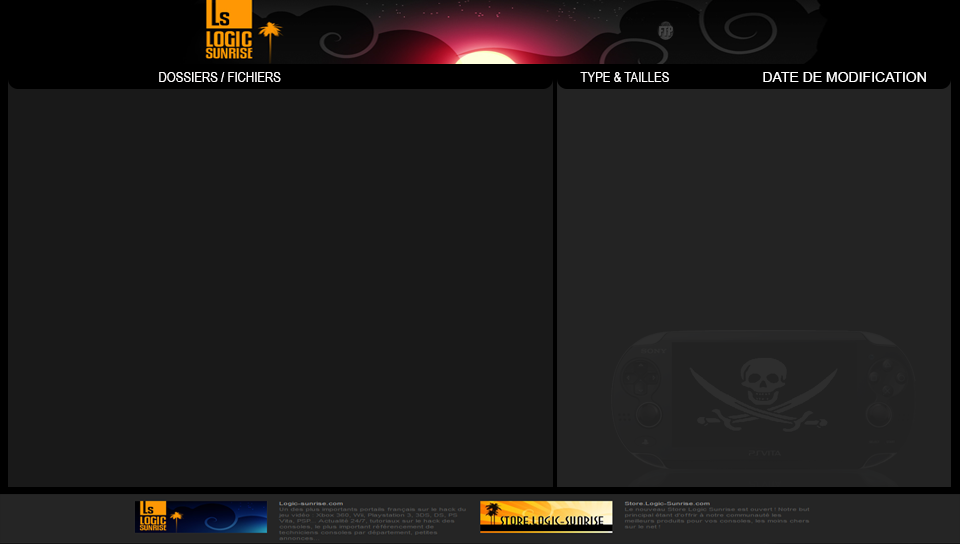 Ls
LOGIC
SUNRISE
DOSSIERS / FICHIERS
TYPE & TAILLES
DATE DE MODIFICATION
Ls
LOGIC
SUNRISE
Logic-sunrise.com
Un des plus importants portails français sur le hack du
jeu vidéo : Xbox 360, Wii, Playstation 3, 3DS, DS, PS
Vita, PSP... Actualité 24/7, tutoriaux sur le hack des
consoles, le plus important référencement de
techniciens consoles par département, petites
annonces...
STORE LOGIC-SUNRISE
Store.Logic-Sunrise.com
Le nouveau Store Logic Sunrise est ouvert ! Notre but
principal étant d'offrir à notre communauté les
meilleurs produits pour vos consoles, les moins chers
sur le net !